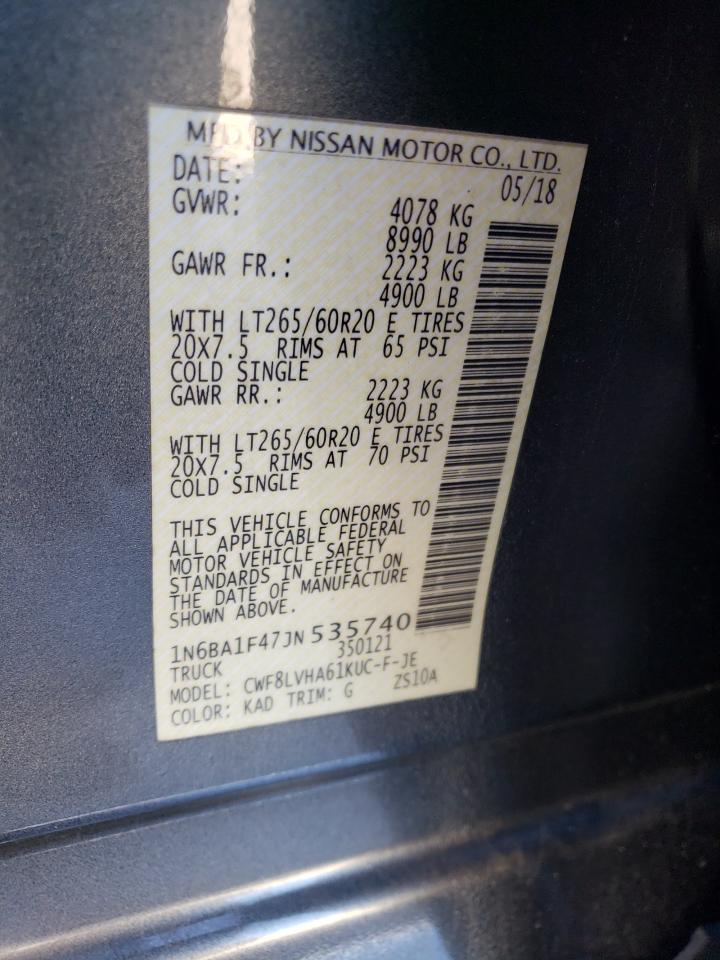 MFD BY NISSAN MOTOR CO., LTD.
DATE: 05/18
GVWR: 4078 KG
8990 LB
GAWR FR.: 2223 KG
4900 LB
WITH LT265/60R20 E TIRES
20X7.5 RIMS AT 65 PSI
COLD SINGLE
GAWR RR.: 2223 KG
4900 LB
WITH LT265/60R20 E TIRES
20X7.5 RIMS AT 70 PSI
COLD SINGLE
THIS VEHICLE CONFORMS TO
ALL APPLICABLE FEDERAL
MOTOR VEHICLE SAFETY
STANDARDS IN EFFECT ON
THE DATE OF MANUFACTURE
SHOWN ABOVE.
1N6BA1F47JN535740
TRUCK 350121
MODEL: CWF8LVHA61KUC-F-JE
COLOR: KAD TRIM: G ZS10A